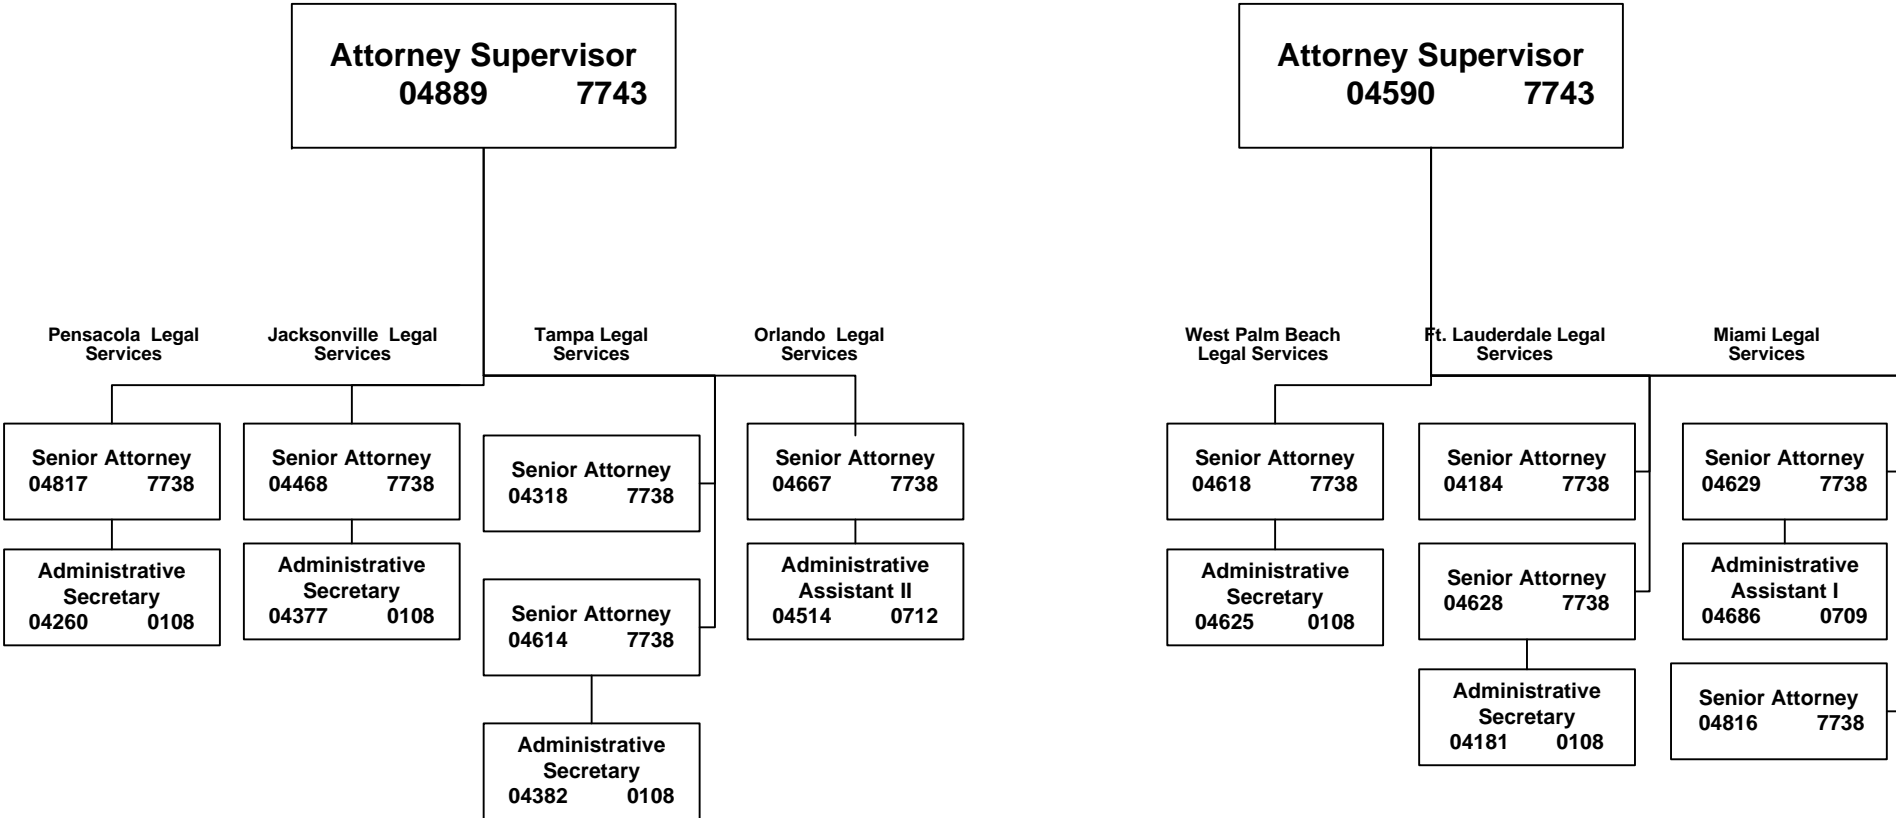 Attorney Supervisor
04889 7743
Attorney Supervisor
04590 7743
Pensacola Legal
Services
Jacksonville Legal
Services
Tampa Legal
Services
Orlando Legal
Services
West Palm Beach
Legal Services
Ft. Lauderdale Legal
Services
Miami Legal
Services
Senior Attorney
04817 7738
Administrative
Secretary
04260 0108
Senior Attorney
04468 7738
Administrative
Secretary
04377 0108
Senior Attorney
04318 7738
Senior Attorney
04614 7738
Administrative
Secretary
04382 0108
Senior Attorney
04667 7738
Administrative
Assistant II
04514 0712
Senior Attorney
04618 7738
Administrative
Secretary
04625 0108
Senior Attorney
04184 7738
Senior Attorney
04628 7738
Administrative
Secretary
04181 0108
Senior Attorney
04629 7738
Administrative
Assistant I
04686 0709
Senior Attorney
04816 7738